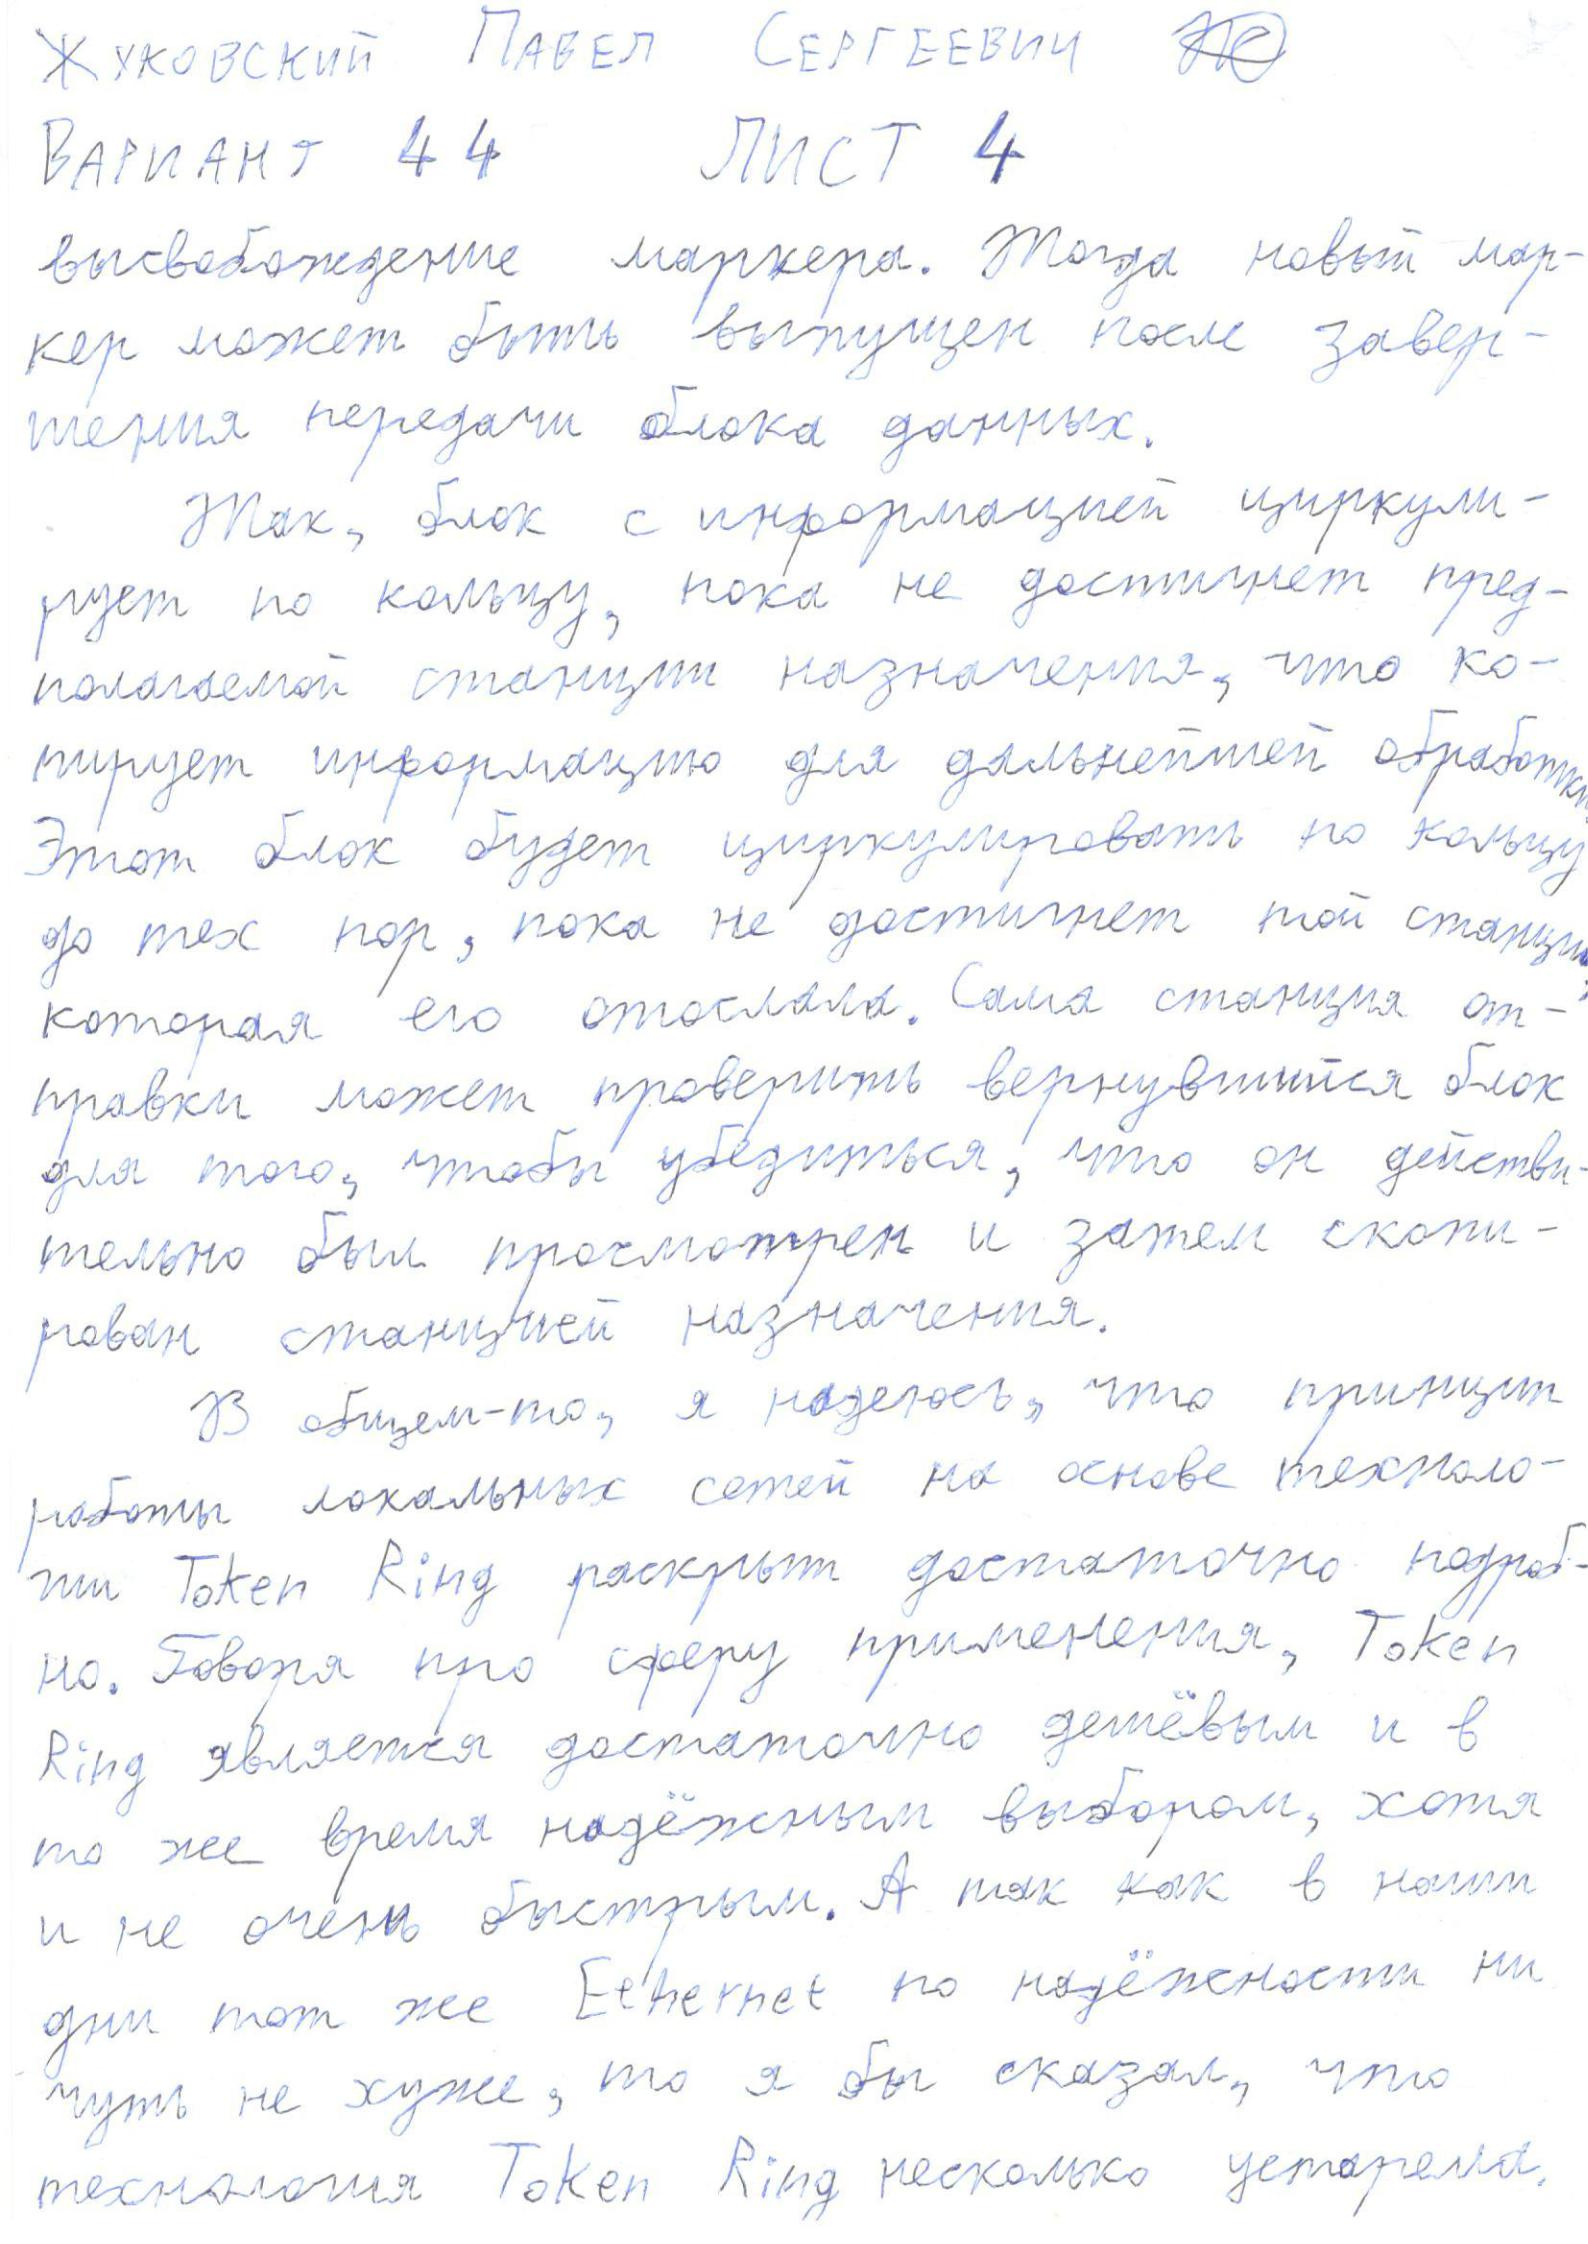 Жуковский Павел Сергеевич
Вариант 44 Лист 4
высвобождение маркера. Тогда новый мар-
кер может быть выпущен после завер-
шения передачи блока данных.
Так, блок с информацией циркули-
рует по кольцу, пока не достигнет пред-
полагаемой станции назначения, что ко-
пирует информацию для дальнейшей обработки.
Этот блок будет циркулировать по кольцу
до тех пор, пока не достигнет той станции,
которая его отослала. Сама станция от-
правки может проверить вернувшийся блок
для того, чтобы убедиться, что он действи-
тельно был просмотрен и затем скопи-
рован станцией назначения.
В общем-то, я надеюсь, что принцип
работы локальных сетей на основе техноло-
гии Token Ring раскрыт достаточно подроб-
но. Говоря про сферу применения, Token
Ring является достаточно дешёвым и в
то же время надёжным выбором, хотя
и не очень быстрым. А так как в наши
дни тот же Ethernet по надёжности ни
чуть не хуже, то я бы сказал, что
технология Token Ring несколько устарела.